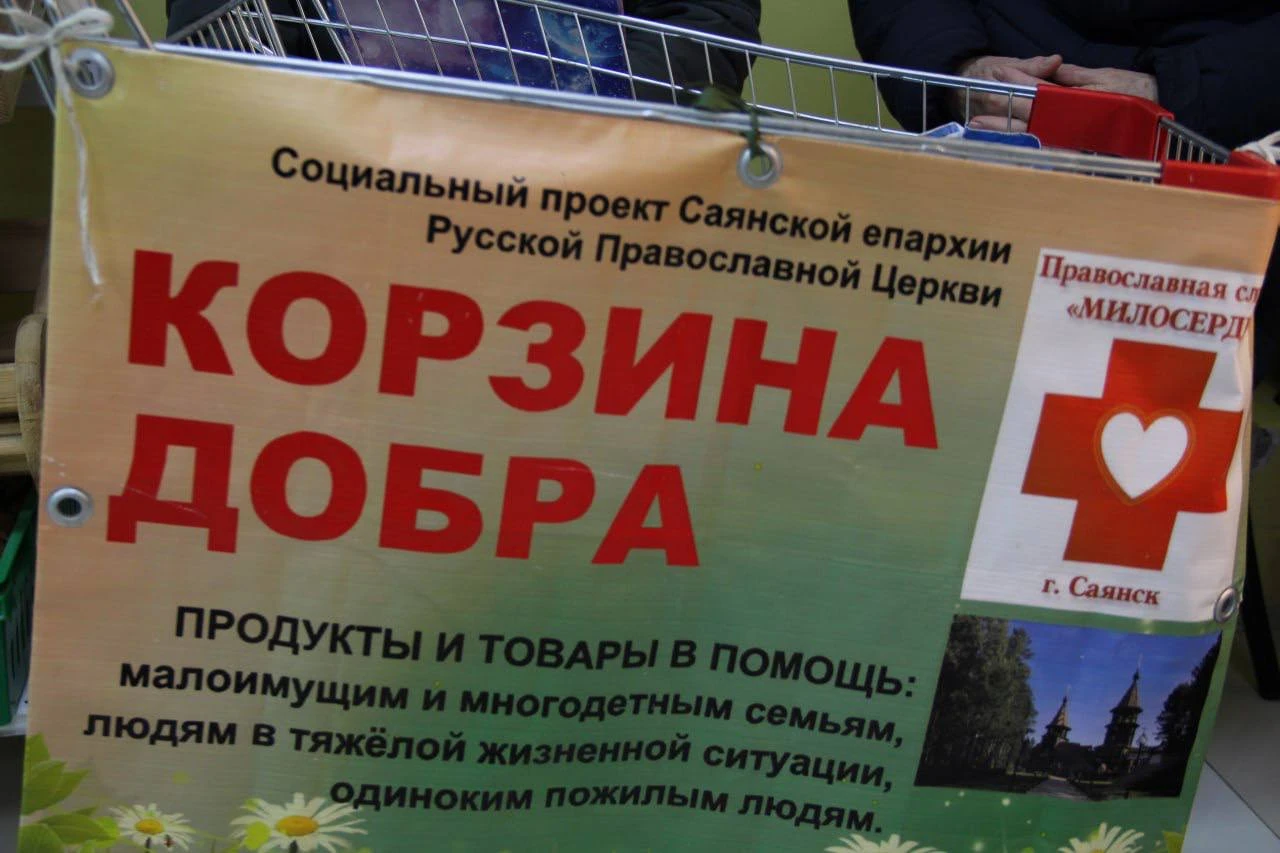 Социальный проект Саянской епархии
Русской Православной Церкви
КОРЗИНА
ДОБРА
Православная сл
«МИЛОСЕРД
г. Саянск
ПРОДУКТЫ И ТОВАРЫ В ПОМОЩЬ:
малоимущим и многодетным семьям,
людям в тяжёлой жизненной ситуации,
одиноким пожилым людям.